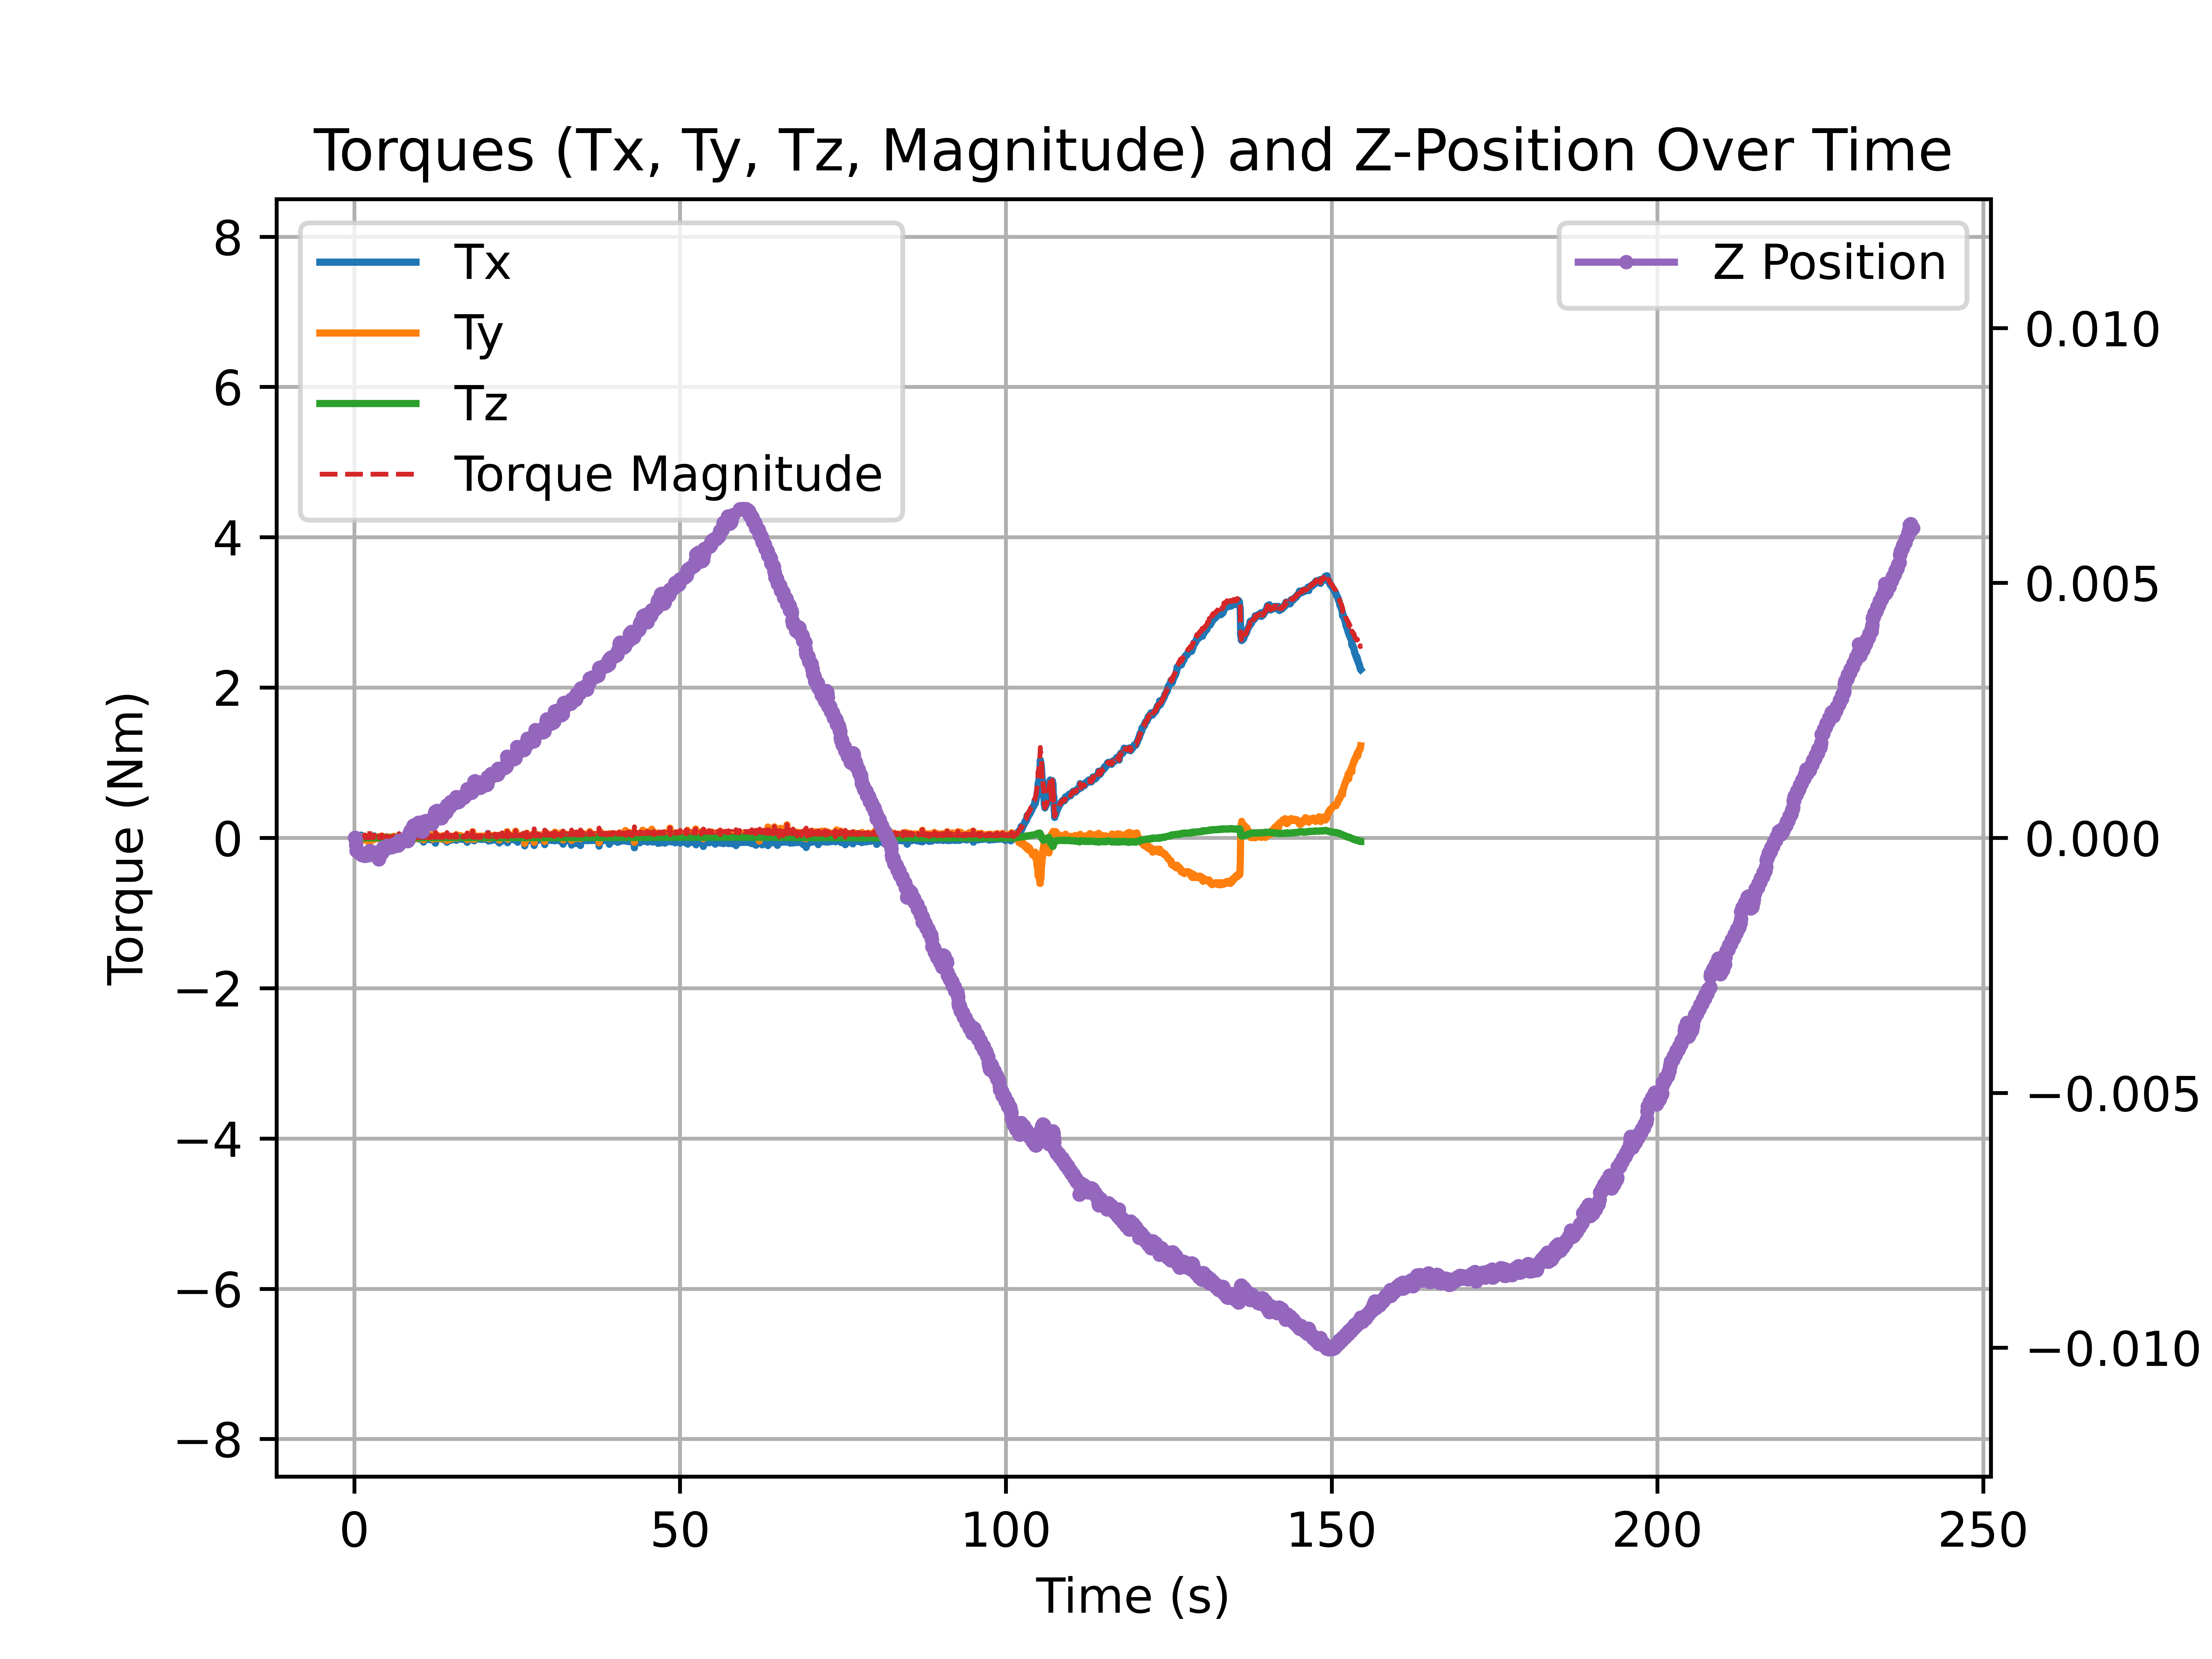 Torques (Tx, Ty, Tz, Magnitude) and Z-Position Over Time
Tx
Ty
Tz
Torque Magnitude
Z Position
Torque (Nm)
8
6
4
2
0
−2
−4
−6
−8
0.010
0.005
0.000
−0.005
−0.010
0 50 100 150 200 250
Time (s)